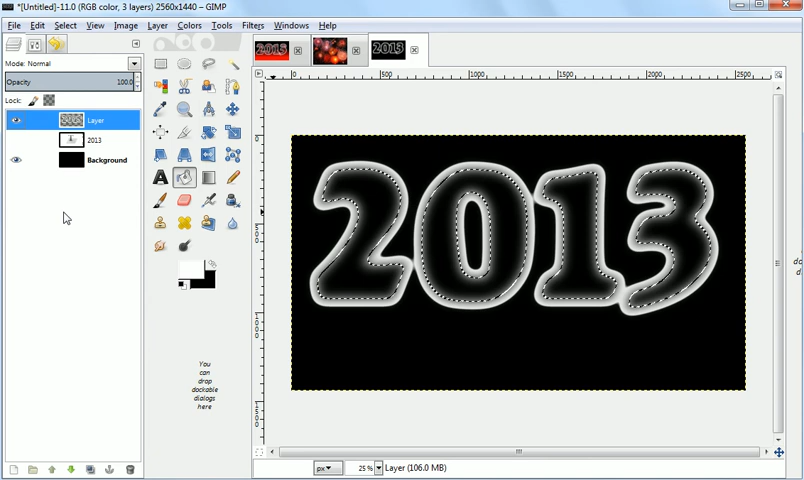 *[Untitled]-11.0 (RGB color, 3 layers) 2560x1440 – GIMP
File Edit Select View Image Layer Colors Tools Filters Windows Help
Mode: Normal
Opacity 100.0
Lock:
Layer
2013
Background
You
can
drop
dockable
dialogs
here
0 500 1000 1500 2000 2500
2013
px 25 % Layer (106.0 MB)